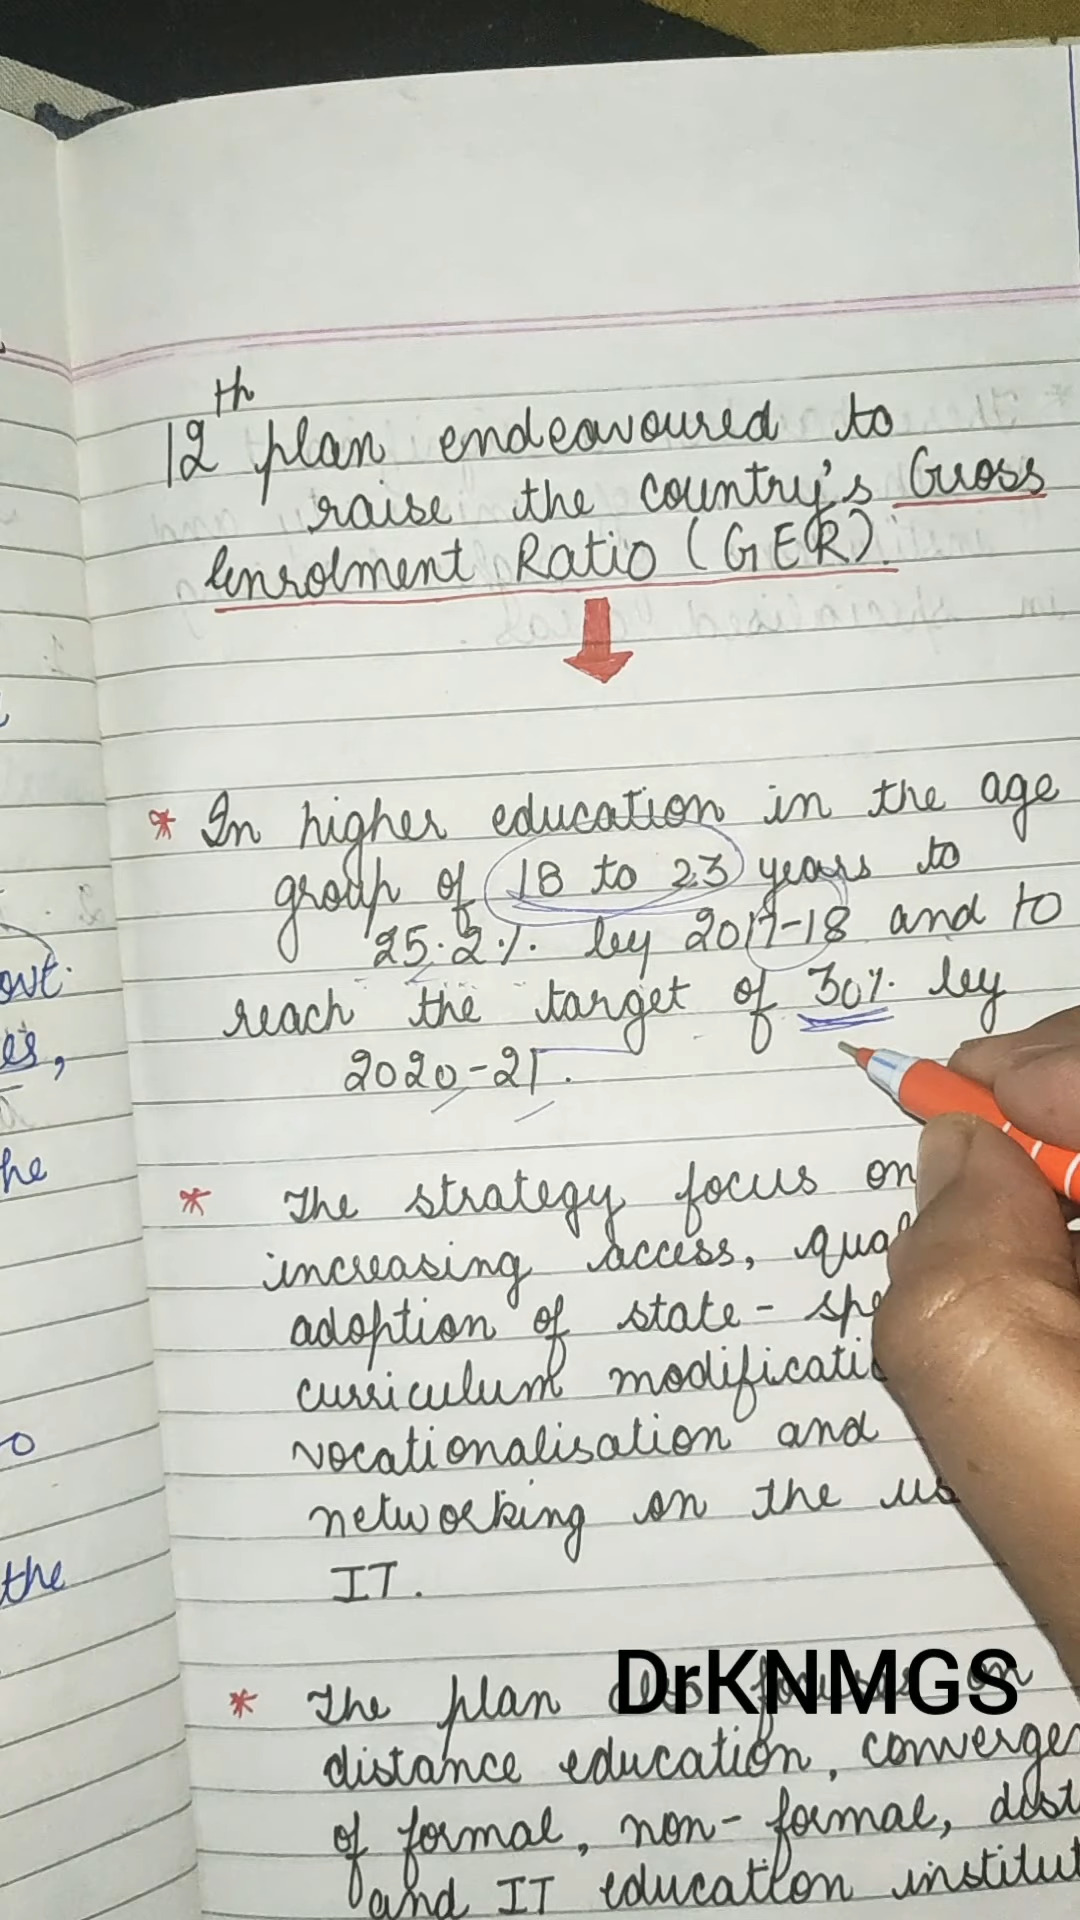 12th plan endeavoured to
raise the country's Gross
Enrolment Ratio (GER).
* In higher education in the age
group of 18 to 23 years to
25.2%. by 2017-18 and to
reach the target of 30%. by
2020-21.
* The strategy focus on
increasing access,
adoption of state-
curriculum
vocationalisation and
networking on the
IT.
* The plan on
distance education,
of formal, non-formal,
and IT education
DrKNMGS
the